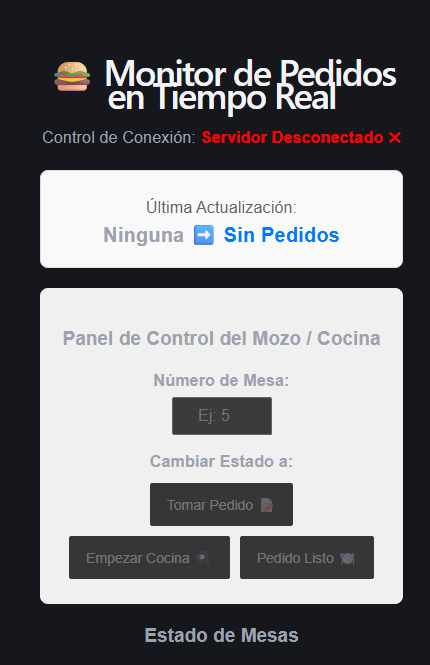 🍔 Monitor de Pedidos
en Tiempo Real
Control de Conexión: Servidor Desconectado ❌
Última Actualización:
Ninguna ➡️ Sin Pedidos
Panel de Control del Mozo / Cocina
Número de Mesa:
Ej: 5
Cambiar Estado a:
Tomar Pedido 📝
Empezar Cocina 🍳
Pedido Listo 🍽️
Estado de Mesas